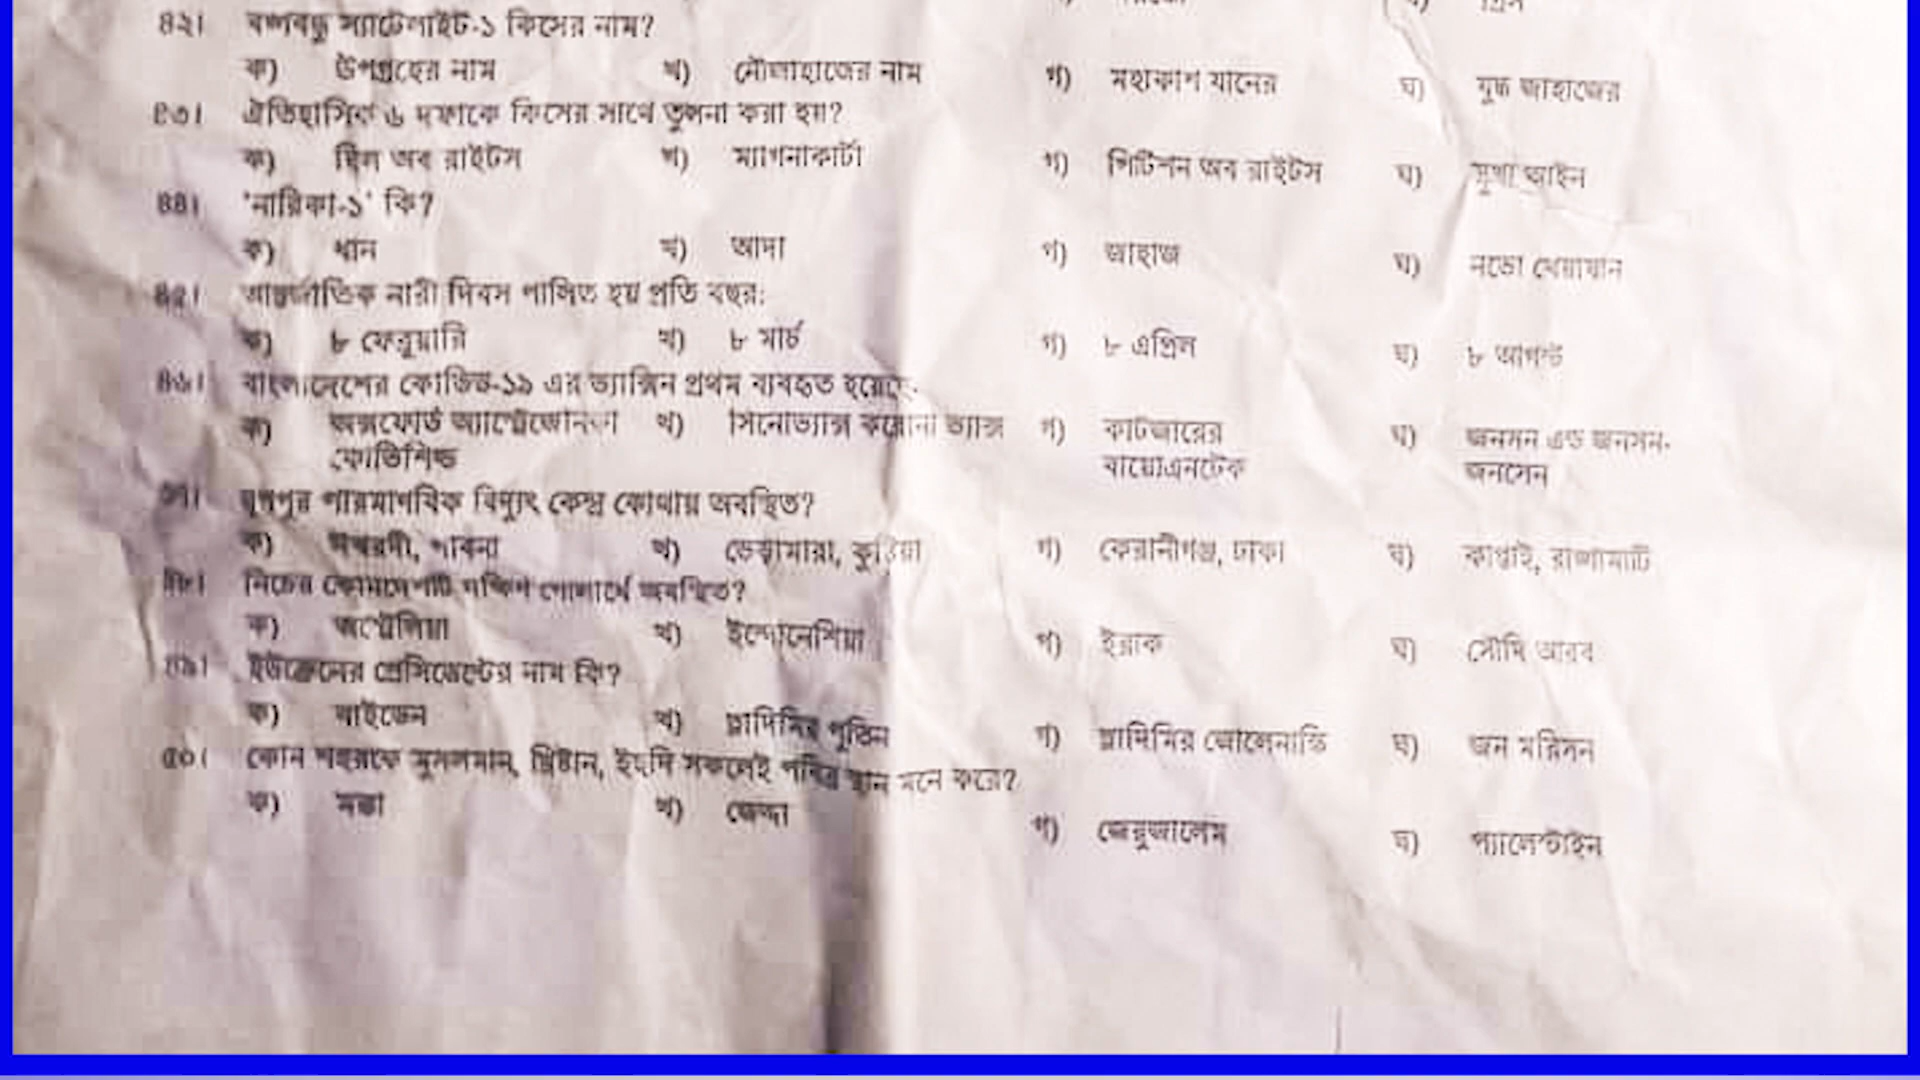 ৪২। বঙ্গবন্ধু স্যাটেলাইট-১ কিসের নাম?
ক) উপগ্রহের নাম খ) নৌজাহাজের নাম গ) মহাকাশ যানের ঘ) যুদ্ধ জাহাজের
৪৩। ঐতিহাসিক ৬ দফাকে কিসের সাথে তুলনা করা হয়?
ক) বিল অব রাইটস খ) ম্যাগনাকার্টা গ) পিটিশন অব রাইটস ঘ) মুখ্য আইন
৪৪। 'নারিকা-১' কি?
ক) ধান খ) আদা গ) জাহাজ ঘ) নভো খেয়াযান
৪৫। আন্তর্জাতিক নারী দিবস পালিত হয় প্রতি বছর:
ক) ৮ ফেব্রুয়ারি খ) ৮ মার্চ গ) ৮ এপ্রিল ঘ) ৮ আগস্ট
৪৬। বাংলাদেশের কোভিড-১৯ এর ভ্যাক্সিন প্রথম ব্যবহৃত হয়েছে-
ক) অক্সফোর্ড অ্যাস্ট্রেজেনিকা খ) সিনোভ্যাক্স করোনা ভ্যাক্স গ) ফাইজারের ঘ) জনসন এন্ড জনসন-
কোভিশিল্ড বায়োএনটেক জনসেন
৪৭। রূপপুর পারমাণবিক বিদ্যুৎ কেন্দ্র কোথায় অবস্থিত?
ক) ঈশ্বরদী, পাবনা খ) ভেড়ামারা, কুষ্টিয়া গ) কেরানীগঞ্জ, ঢাকা ঘ) কাপ্তাই, রাঙ্গামাটি
৪৮। নিচের কোনদেশটি দক্ষিণ গোলার্ধে অবস্থিত?
ক) অস্ট্রেলিয়া খ) ইন্দোনেশিয়া গ) ইরাক ঘ) সৌদি আরব
৪৯। ইউক্রেনের প্রেসিডেন্টের নাম কি?
ক) বাইডেন খ) ভ্লাদিমির পুতিন গ) ভ্লাদিমির জেলেনাস্কি ঘ) জন মরিসন
৫০। কোন শহরকে মুসলমান, খ্রিষ্টান, ইহুদি সকলেই পবিত্র স্থান মনে করে?
ক) মক্কা খ) জেদ্দা গ) জেরুজালেম ঘ) প্যালেস্টাইন